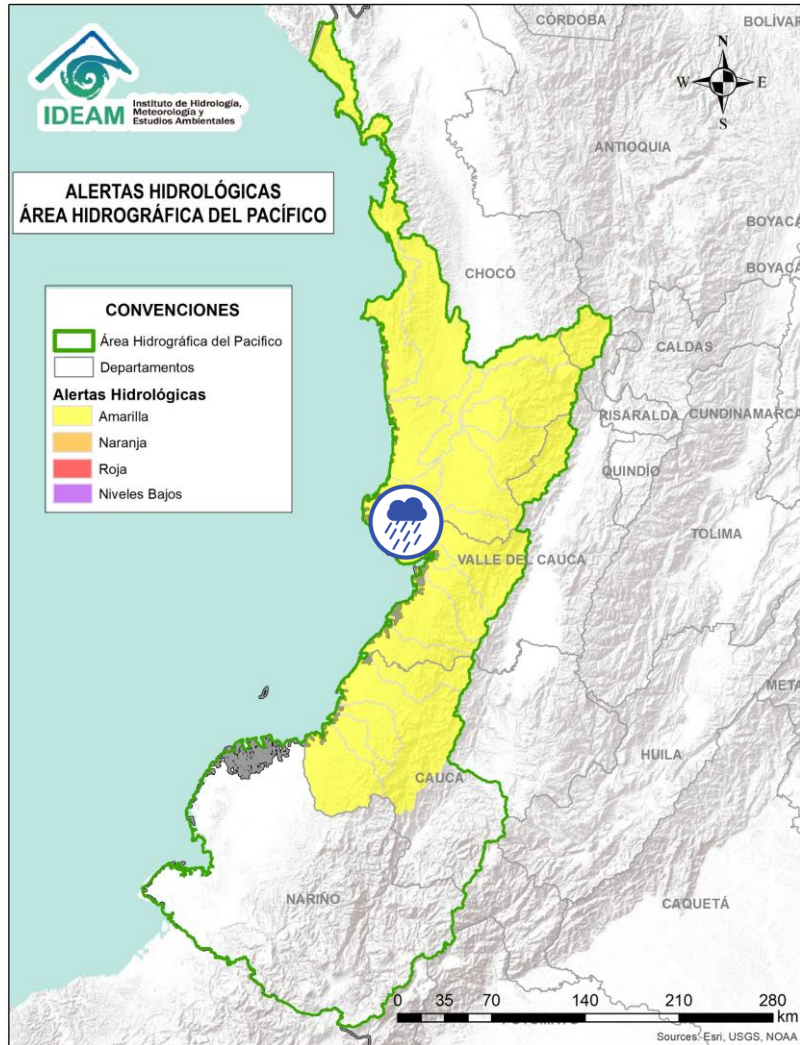 CÓRDOBA
BOLÍVAR
IDEAM
Instituto de Hidrología,
Meteorología y
Estudios Ambientales
N
W E
S
ANTIOQUIA
ALERTAS HIDROLÓGICAS
ÁREA HIDROGRÁFICA DEL PACÍFICO
BOYACÁ
BOYACÁ
CHOCÓ
CONVENCIONES
Área Hidrográfica del Pacifico
Departamentos
Alertas Hidrológicas
Amarilla
Naranja
Roja
Niveles Bajos
CALDAS
RISARALDA
CUNDINAMARCA
QUINDÍO
TOLIMA
VALLE DEL CAUCA
META
HUILA
CAUCA
NARIÑO
CAQUETÁ
0 35 70 140 210 280
km
Sources: Esri, USGS, NOAA